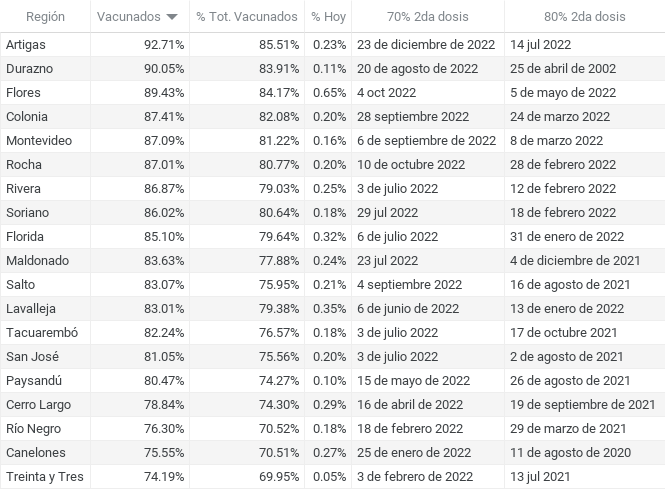 Región Vacunados % Tot. Vacunados % Hoy 70% 2da dosis 80% 2da dosis
Artigas 92.71% 85.51% 0.23% 23 de diciembre de 2022 14 jul 2022
Durazno 90.05% 83.91% 0.11% 20 de agosto de 2022 25 de abril de 2002
Flores 89.43% 84.17% 0.65% 4 oct 2022 5 de mayo de 2022
Colonia 87.41% 82.08% 0.20% 28 septiembre 2022 24 de marzo 2022
Montevideo 87.09% 81.22% 0.16% 6 de septiembre de 2022 8 de marzo 2022
Rocha 87.01% 80.77% 0.20% 10 de octubre 2022 28 de febrero 2022
Rivera 86.87% 79.03% 0.25% 3 de julio 2022 12 de febrero 2022
Soriano 86.02% 80.64% 0.18% 29 jul 2022 18 de febrero 2022
Florida 85.10% 79.64% 0.32% 6 de julio 2022 31 de enero de 2022
Maldonado 83.63% 77.88% 0.24% 23 jul 2022 4 de diciembre de 2021
Salto 83.07% 75.95% 0.21% 4 septiembre 2022 16 de agosto de 2021
Lavalleja 83.01% 79.38% 0.35% 6 de junio de 2022 13 de enero de 2022
Tacuarembó 82.24% 76.57% 0.18% 3 de julio 2022 17 de octubre 2021
San José 81.05% 75.56% 0.20% 3 de julio 2022 2 de agosto de 2021
Paysandú 80.47% 74.27% 0.10% 15 de mayo de 2022 26 de agosto de 2021
Cerro Largo 78.84% 74.30% 0.29% 16 de abril de 2022 19 de septiembre de 2021
Río Negro 76.30% 70.52% 0.18% 18 de febrero 2022 29 de marzo de 2021
Canelones 75.55% 70.51% 0.27% 25 de enero de 2022 11 de agosto de 2020
Treinta y Tres 74.19% 69.95% 0.05% 3 de febrero de 2022 13 jul 2021